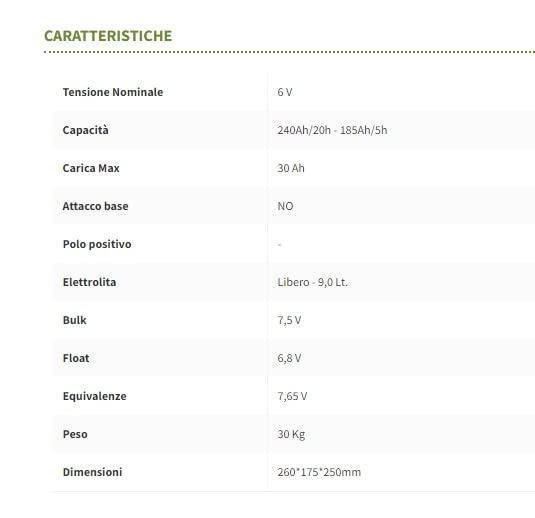 CARATTERISTICHE
Tensione Nominale 6 V
Capacità 240Ah/20h - 185Ah/5h
Carica Max 30 Ah
Attacco base NO
Polo positivo -
Elettrolita Libero - 9,0 Lt.
Bulk 7,5 V
Float 6,8 V
Equivalenze 7,65 V
Peso 30 Kg
Dimensioni 260*175*250mm